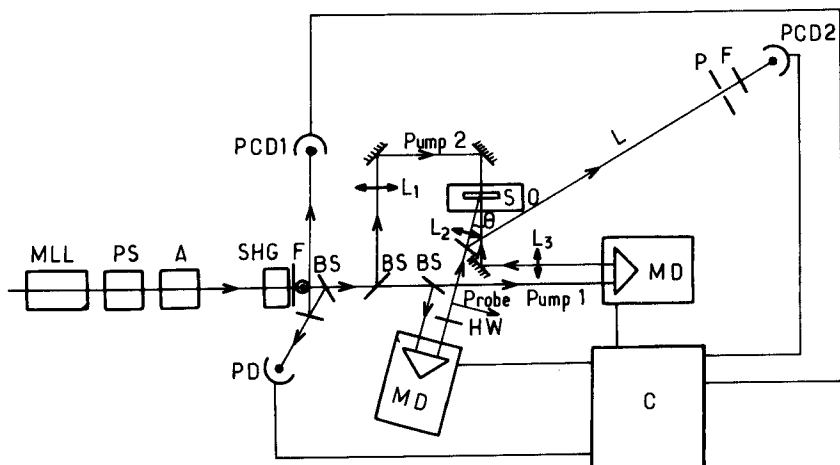 PCD2
P F
PCD1
Pump 2
L
L₁
S O
θ
L₂
L₃
MLL
PS
A
SHG
F
BS
BS
BS
MD
Probe
Pump 1
HW
PD
MD
C